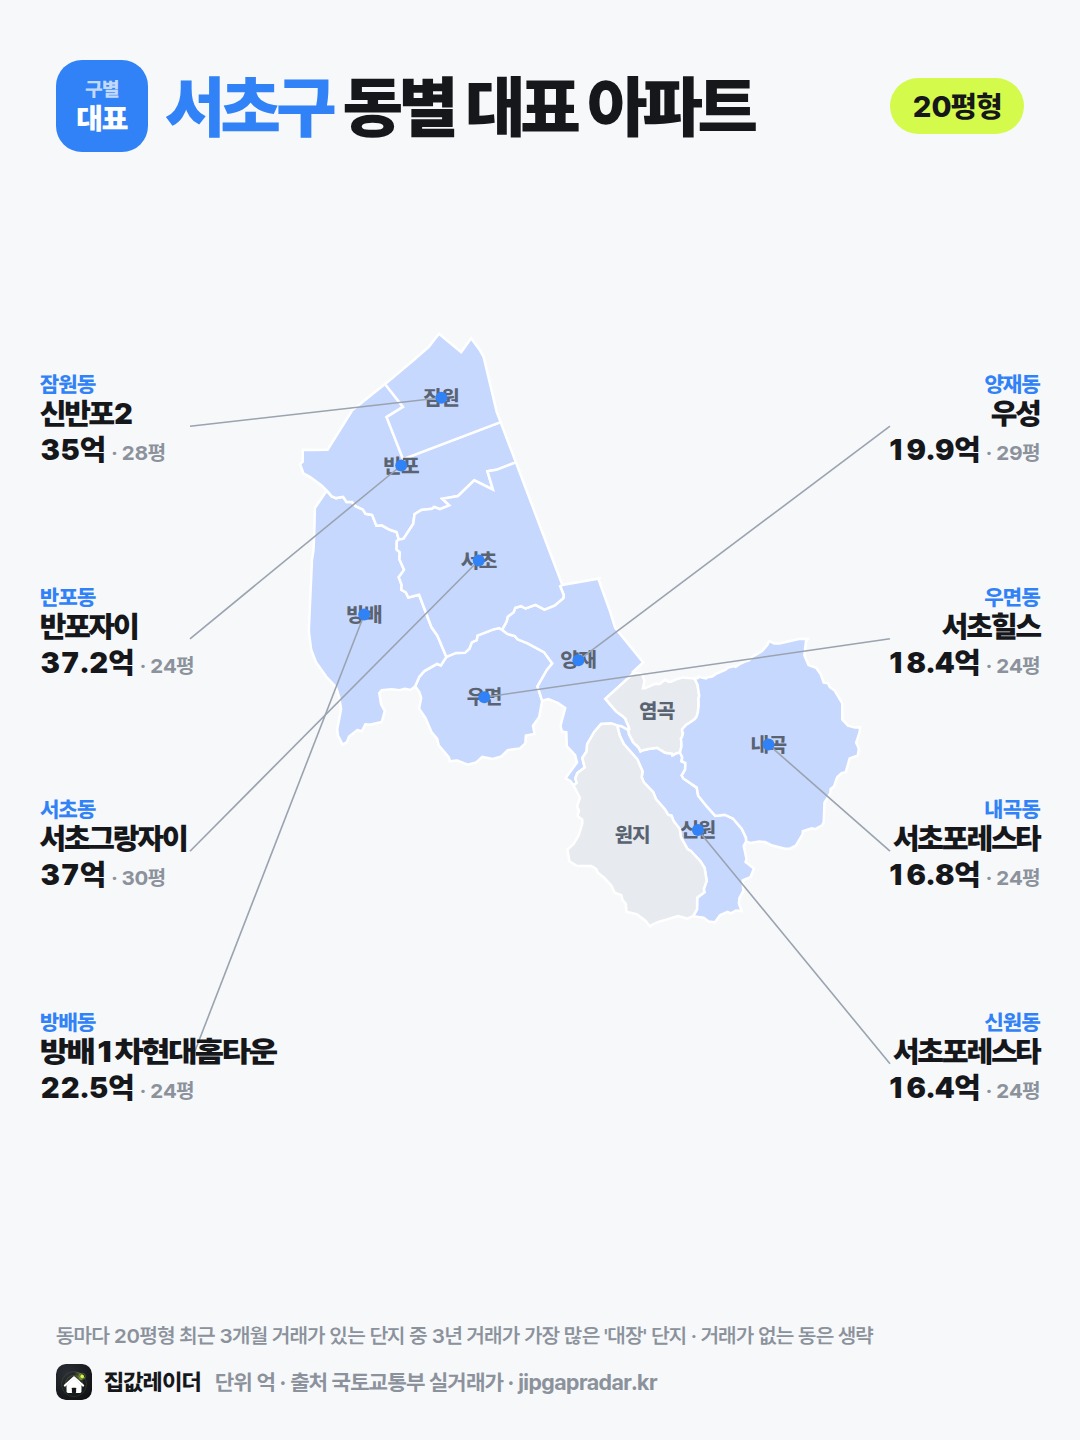 구별
대표
서초구 동별 대표 아파트
20평형
잠원동
신반포2
35억 · 28평
반포동
반포자이
37.2억 · 24평
서초동
서초그랑자이
37억 · 30평
방배동
방배1차현대홈타운
22.5억 · 24평
잠원
반포
서초
방배
양재
우면
염곡
내곡
원지
신원
양재동
우성
19.9억 · 29평
우면동
서초힐스
18.4억 · 24평
내곡동
서초포레스타
16.8억 · 24평
신원동
서초포레스타
16.4억 · 24평
동마다 20평형 최근 3개월 거래가 있는 단지 중 3년 거래가 가장 많은 '대장' 단지 · 거래가 없는 동은 생략
집값레이더 단위 억 · 출처 국토교통부 실거래가 · jipgapradar.kr